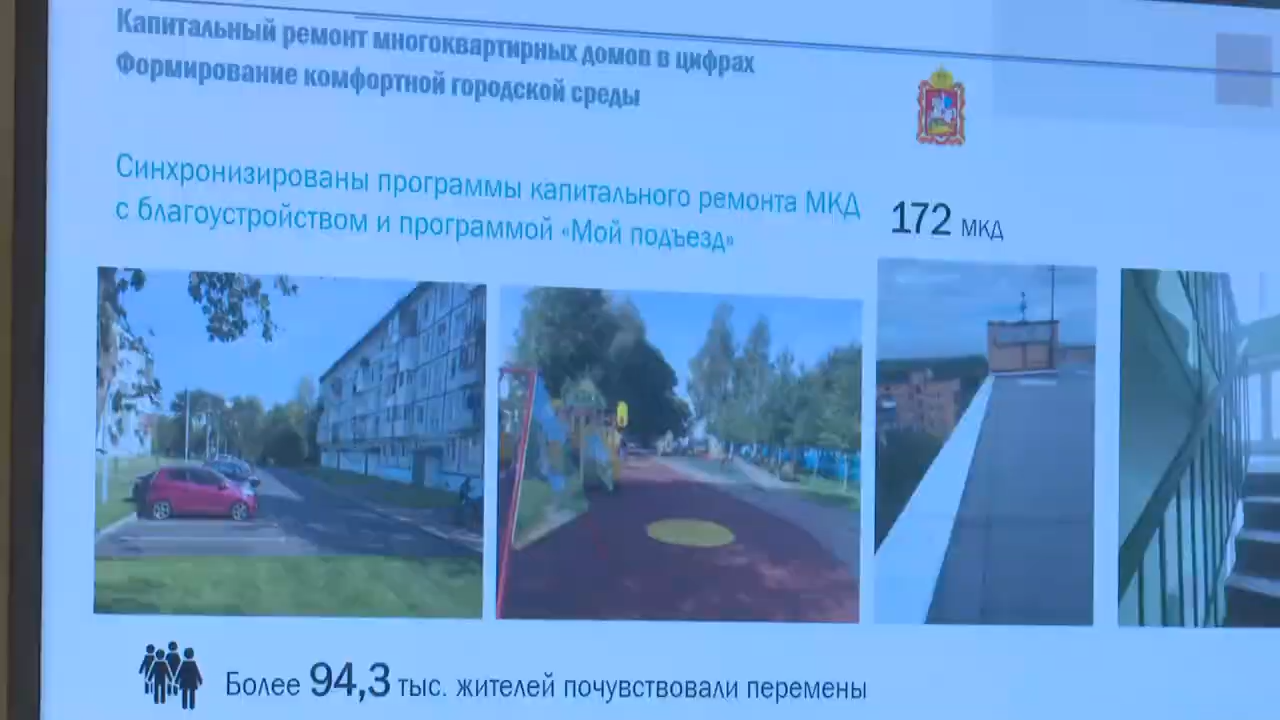 Капитальный ремонт многоквартирных домов в цифрах
Формирование комфортной городской среды
Синхронизированы программы капитального ремонта МКД
с благоустройством и программой «Мой подъезд»
172 МКД
Более 94,3 тыс. жителей почувствовали перемены